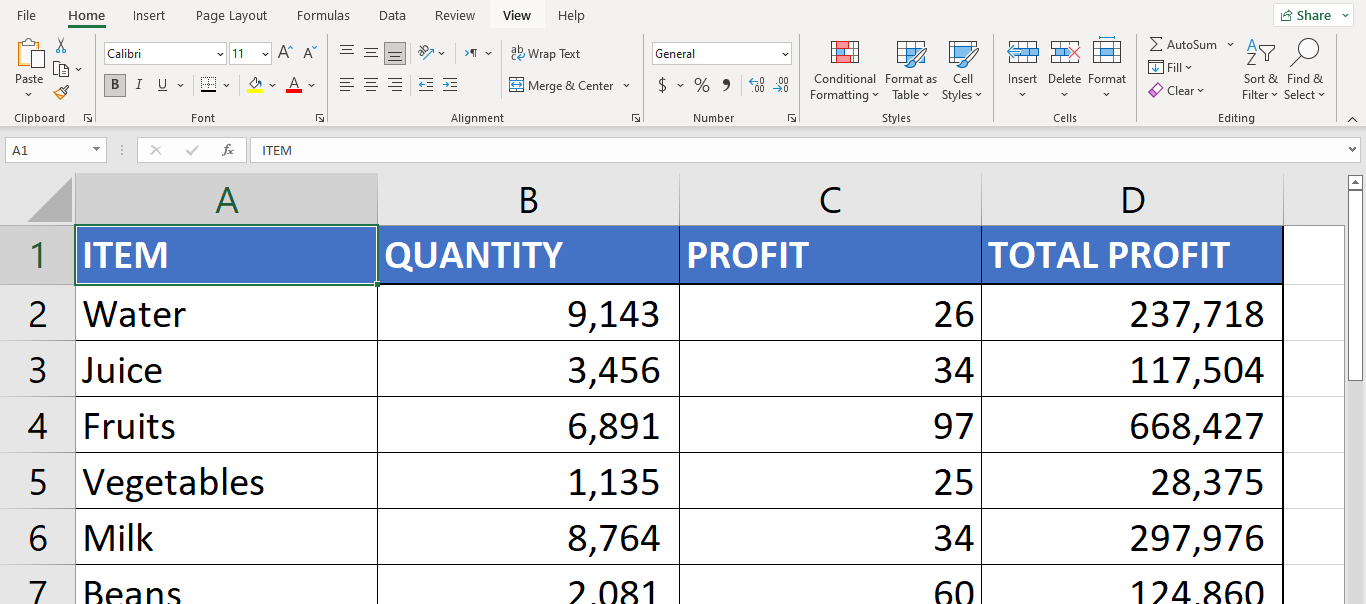 File Home Insert Page Layout Formulas Data Review View Help Share
Calibri 11 ab Wrap Text General AutoSum
Paste B I U Merge & Center $ % Conditional Formatting Format as Table Cell Styles Insert Delete Format Fill Sort & Filter Find & Select
Clear
Clipboard Font Alignment Number Styles Cells Editing
A1 fx ITEM
A B C D
1 ITEM QUANTITY PROFIT TOTAL PROFIT
2 Water 9,143 26 237,718
3 Juice 3,456 34 117,504
4 Fruits 6,891 97 668,427
5 Vegetables 1,135 25 28,375
6 Milk 8,764 34 297,976
7 Beans 2,081 60 124,860